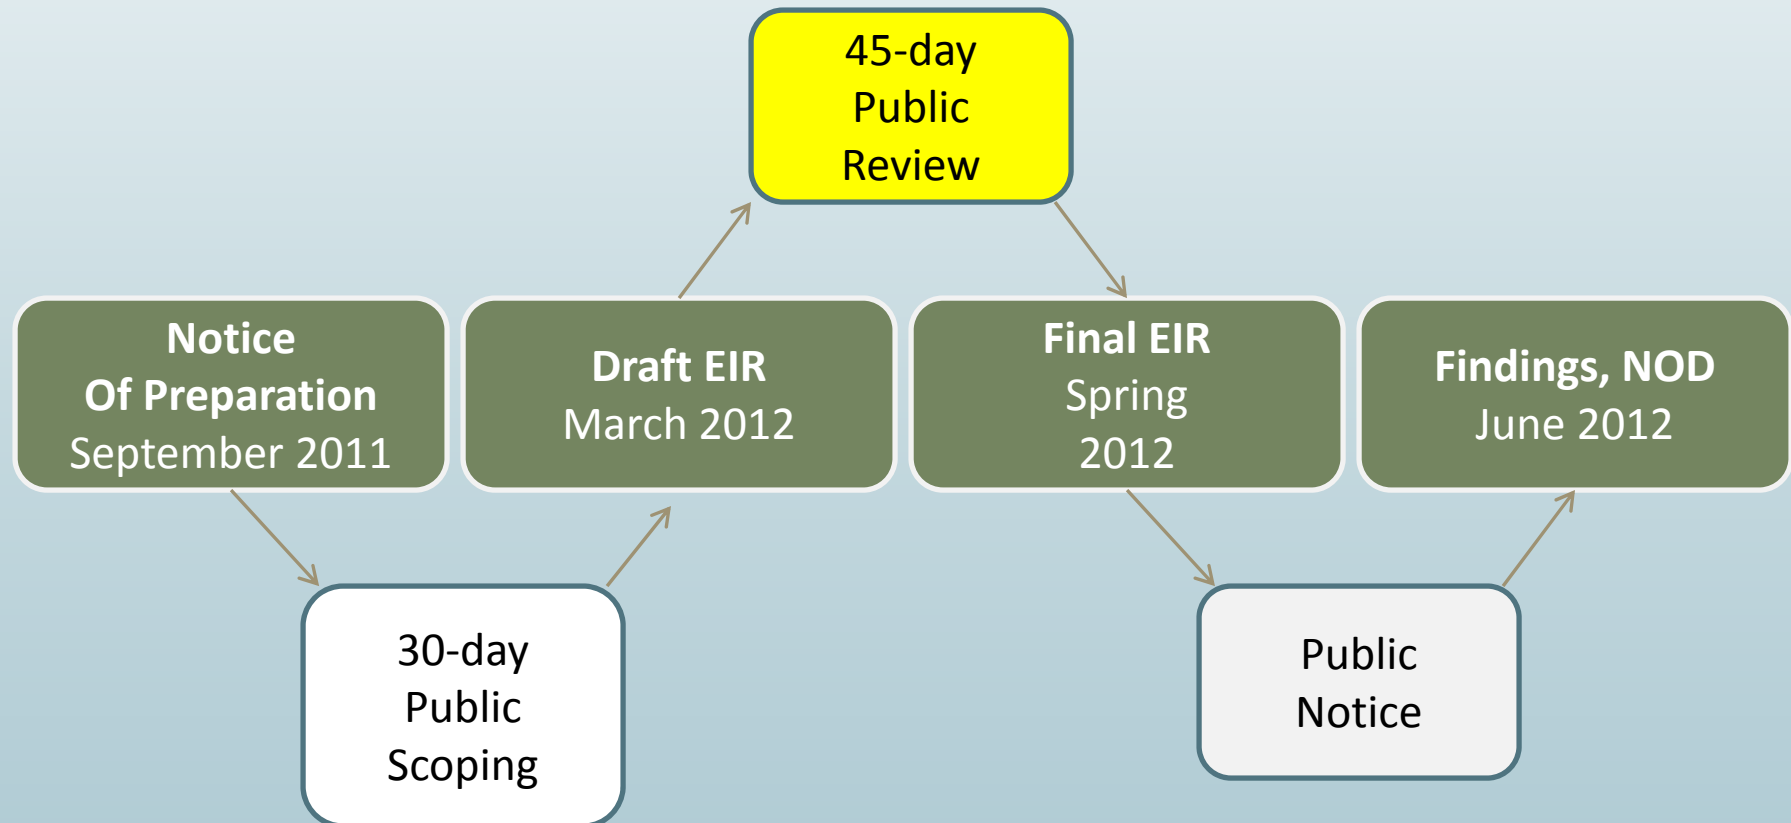 45-day
Public
Review
Notice
Of Preparation
September 2011
Draft EIR
March 2012
Final EIR
Spring
2012
Findings, NOD
June 2012
30-day
Public
Scoping
Public
Notice